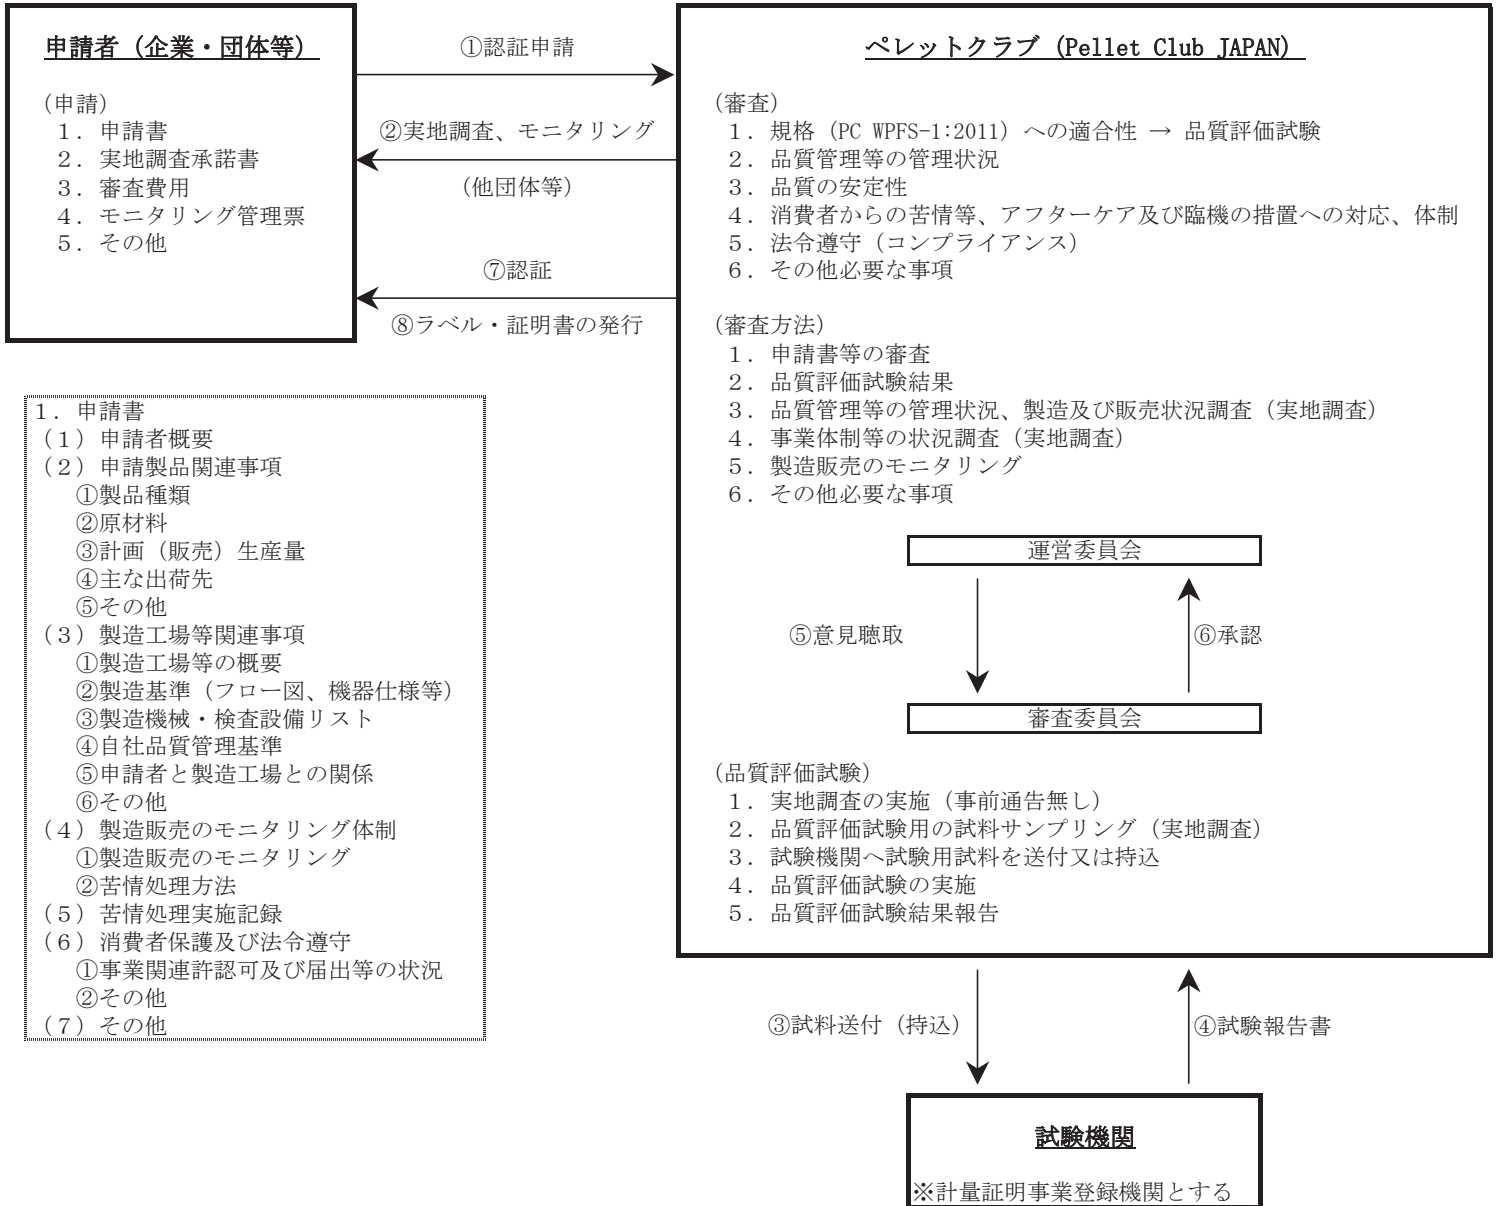 申請者（企業・団体等）
（申請）
１．申請書
２．実地調査承諾書
３．審査費用
４．モニタリング管理票
５．その他
①認証申請
②実地調査、モニタリング
（他団体等）
⑦認証
⑧ラベル・証明書の発行
１．申請書
（１）申請者概要
（２）申請製品関連事項
①製品種類
②原材料
③計画（販売）生産量
④主な出荷先
⑤その他
（３）製造工場等関連事項
①製造工場等の概要
②製造基準（フロー図、機器仕様等）
③製造機械・検査設備リスト
④自社品質管理基準
⑤申請者と製造工場との関係
⑥その他
（４）製造販売のモニタリング体制
①製造販売のモニタリング
②苦情処理方法
（５）苦情処理実施記録
（６）消費者保護及び法令遵守
①事業関連許認可及び届出等の状況
②その他
（７）その他
ペレットクラブ（Pellet Club JAPAN）
（審査）
１．規格（PC WPFS-1:2011）への適合性 → 品質評価試験
２．品質管理等の管理状況
３．品質の安定性
４．消費者からの苦情等、アフターケア及び臨機の措置への対応、体制
５．法令遵守（コンプライアンス）
６．その他必要な事項
（審査方法）
１．申請書等の審査
２．品質評価試験結果
３．品質管理等の管理状況、製造及び販売状況調査（実地調査）
４．事業体制等の状況調査（実地調査）
５．製造販売のモニタリング
６．その他必要な事項
運営委員会
⑤意見聴取
⑥承認
審査委員会
（品質評価試験）
１．実地調査の実施（事前通告無し）
２．品質評価試験用の試料サンプリング（実地調査）
３．試験機関へ試験用試料を送付又は持込
４．品質評価試験の実施
５．品質評価試験結果報告
③試料送付（持込）
④試験報告書
試験機関
※計量証明事業登録機関とする